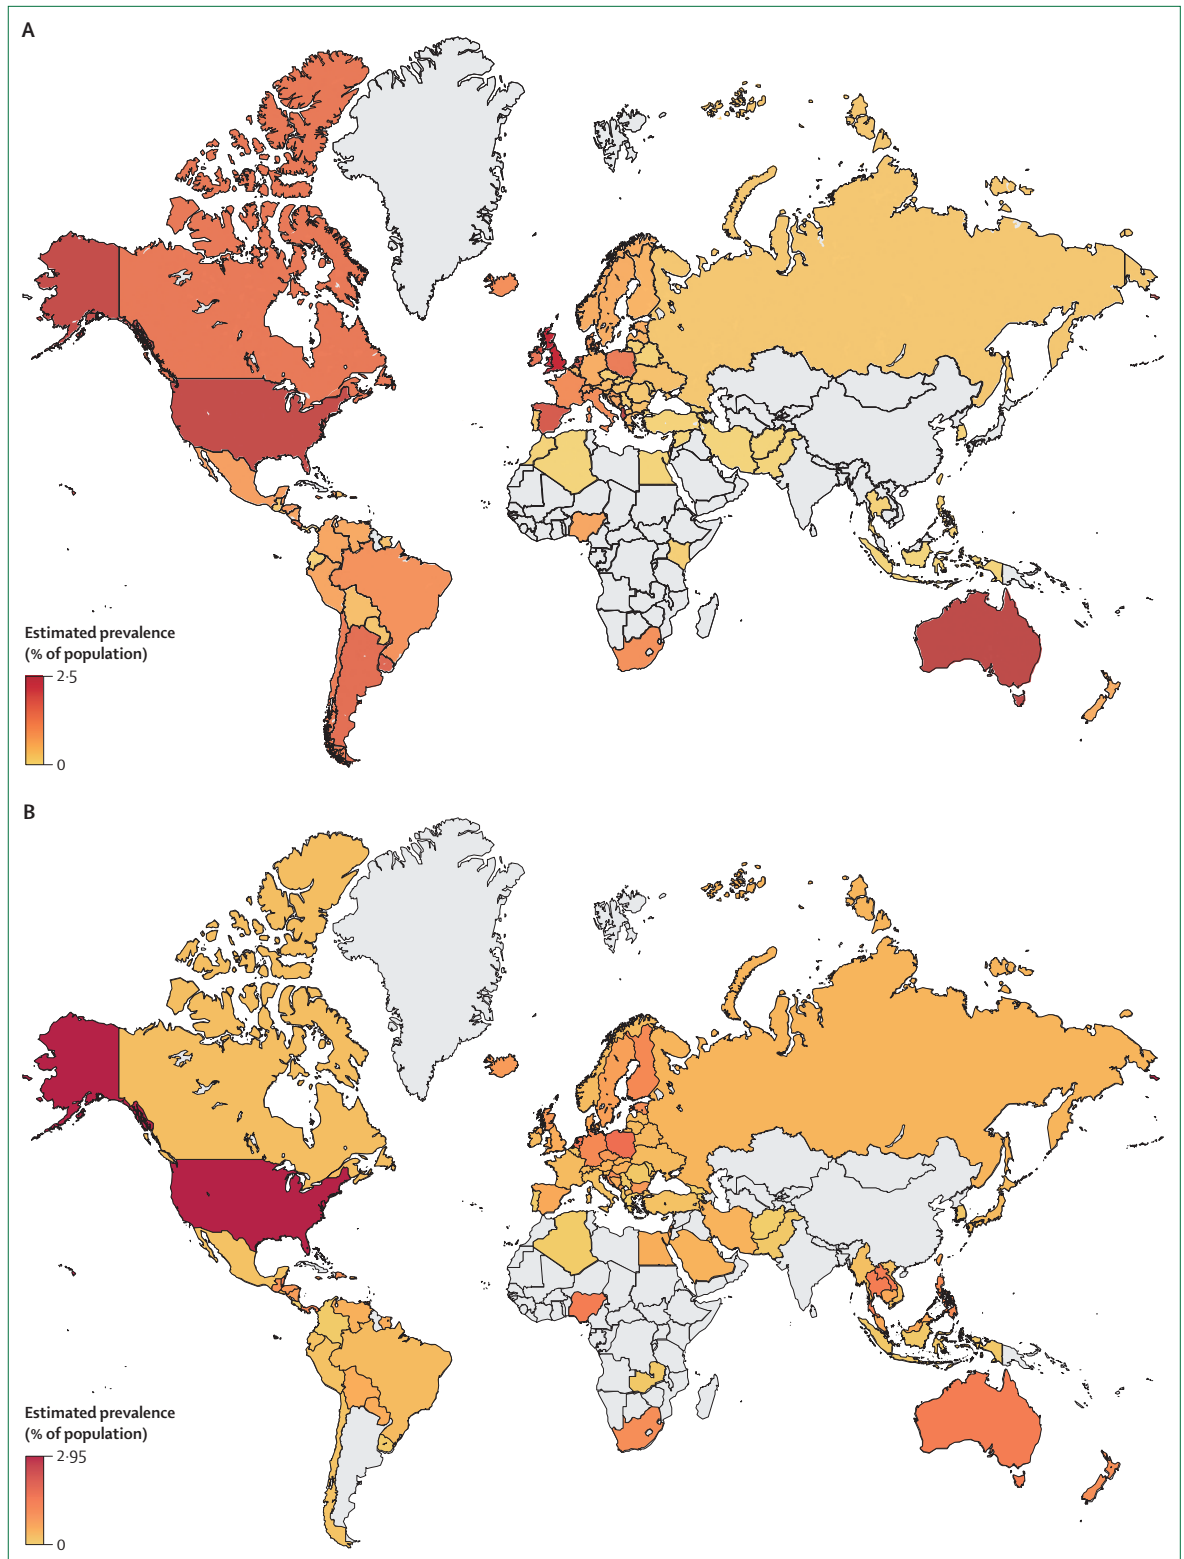 A
Estimated prevalence
(% of population)
2·5
0
B
Estimated prevalence
(% of population)
2·95
0